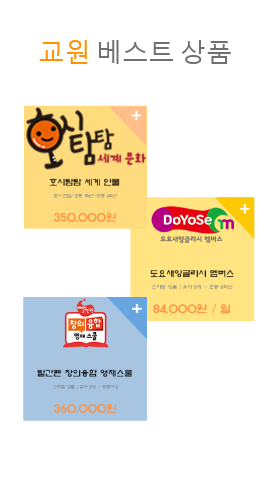 교원 베스트 상품
호시탐탐
세계 문화
호시탐탐 세계 인물
350,000원
DoYoSe m
도요새잉글리시 캠퍼스
도요새잉글리시 캠퍼스
84,000원 / 월
빨간펜
창의융합
영재스쿨
빨간펜 창의융합 영재스쿨
360,000원